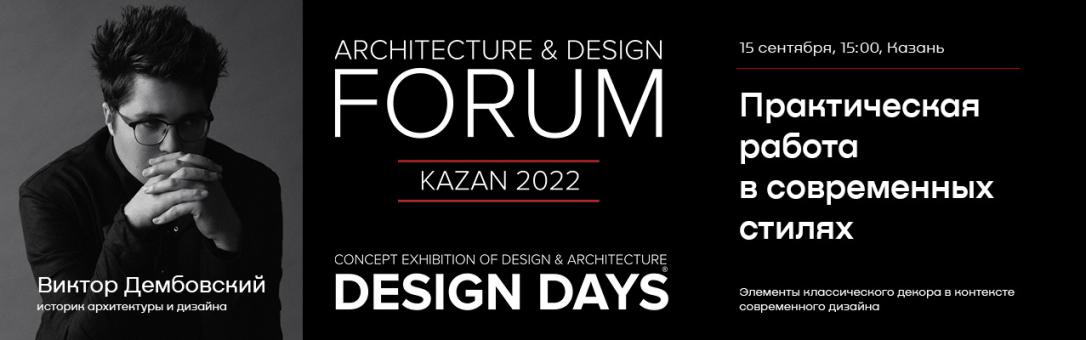 Виктор Дембовский
историк архитектуры и дизайна
ARCHITECTURE & DESIGN
FORUM
KAZAN 2022
CONCEPT EXHIBITION OF DESIGN & ARCHITECTURE
DESIGN DAYS®
15 сентября, 15:00, Казань
Практическая
работа
в современных
стилях
Элементы классического декора в контексте
современного дизайна